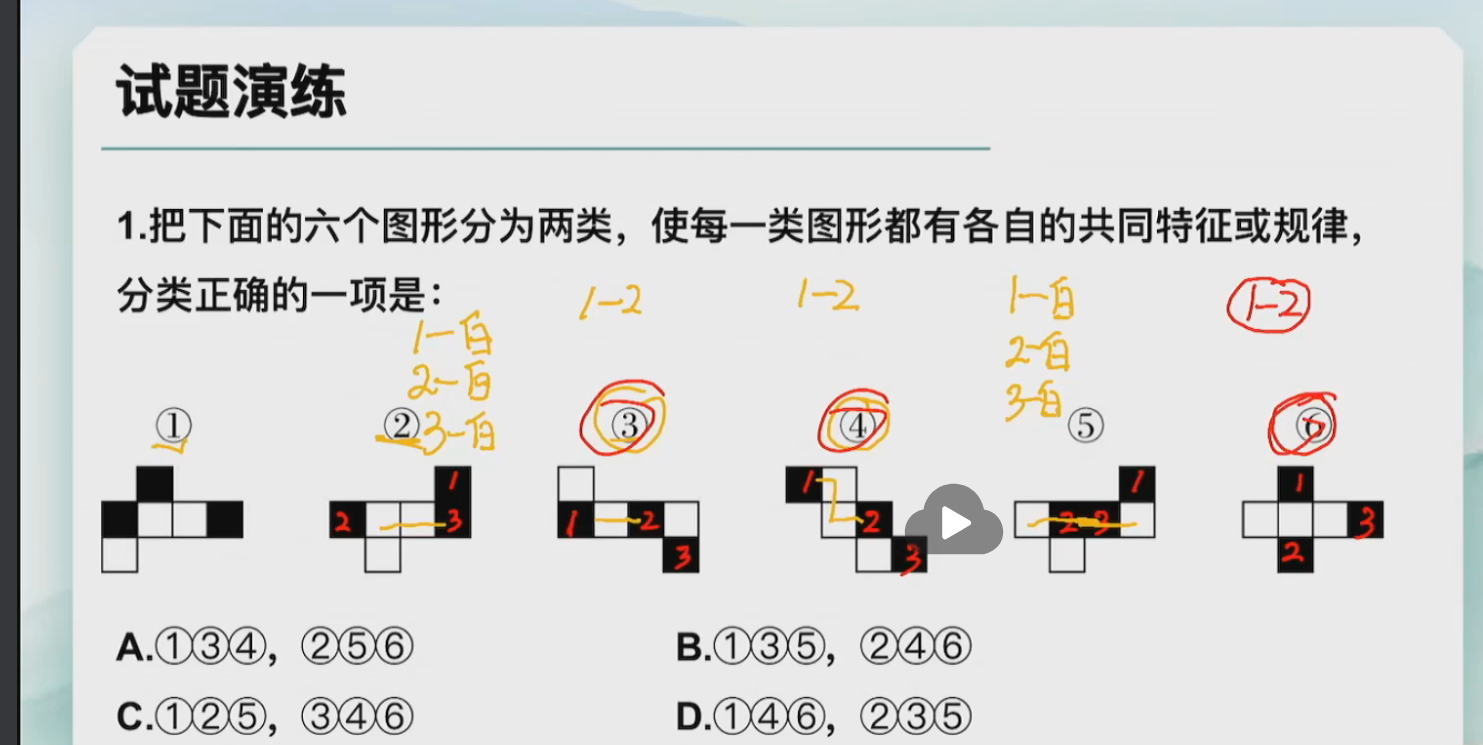 试题演练
1.把下面的六个图形分为两类，使每一类图形都有各自的共同特征或规律，
分类正确的一项是：
1-2
1-2
1-白
2-白
3-白
1-2
1-白
2-白
3-白
① ② ③ ④ ⑤ ⑥
1 1 1 1
2 3 1 2 2 2 3 3
3 3 2
A.①③④，②⑤⑥ B.①③⑤，②④⑥
C.①②⑤，③④⑥ D.①④⑥，②③⑤